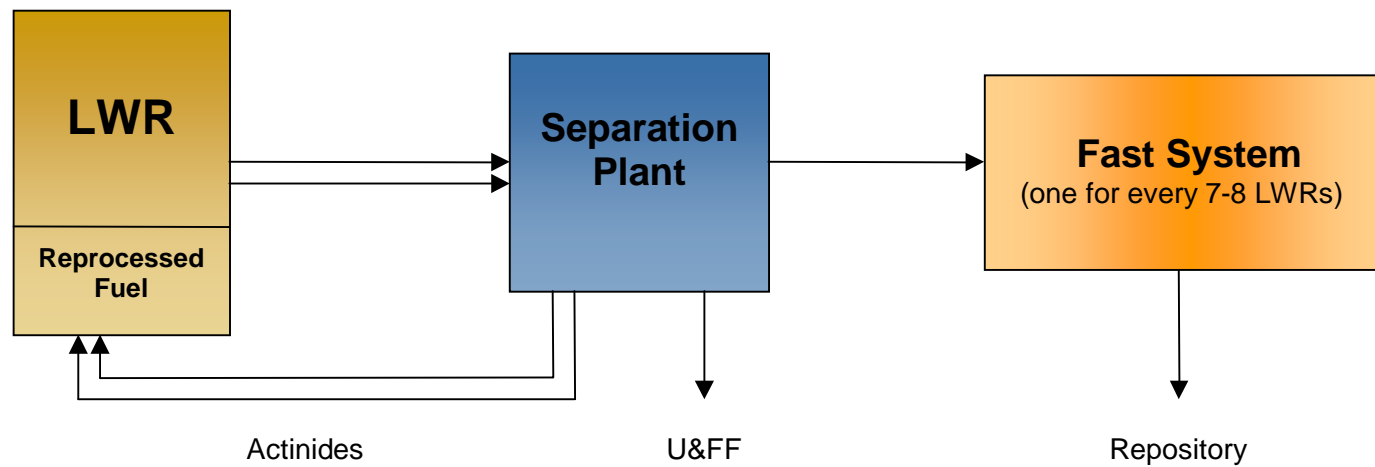 LWR
Reprocessed
Fuel
Separation
Plant
Fast System
(one for every 7-8 LWRs)
Actinides
U&FF
Repository